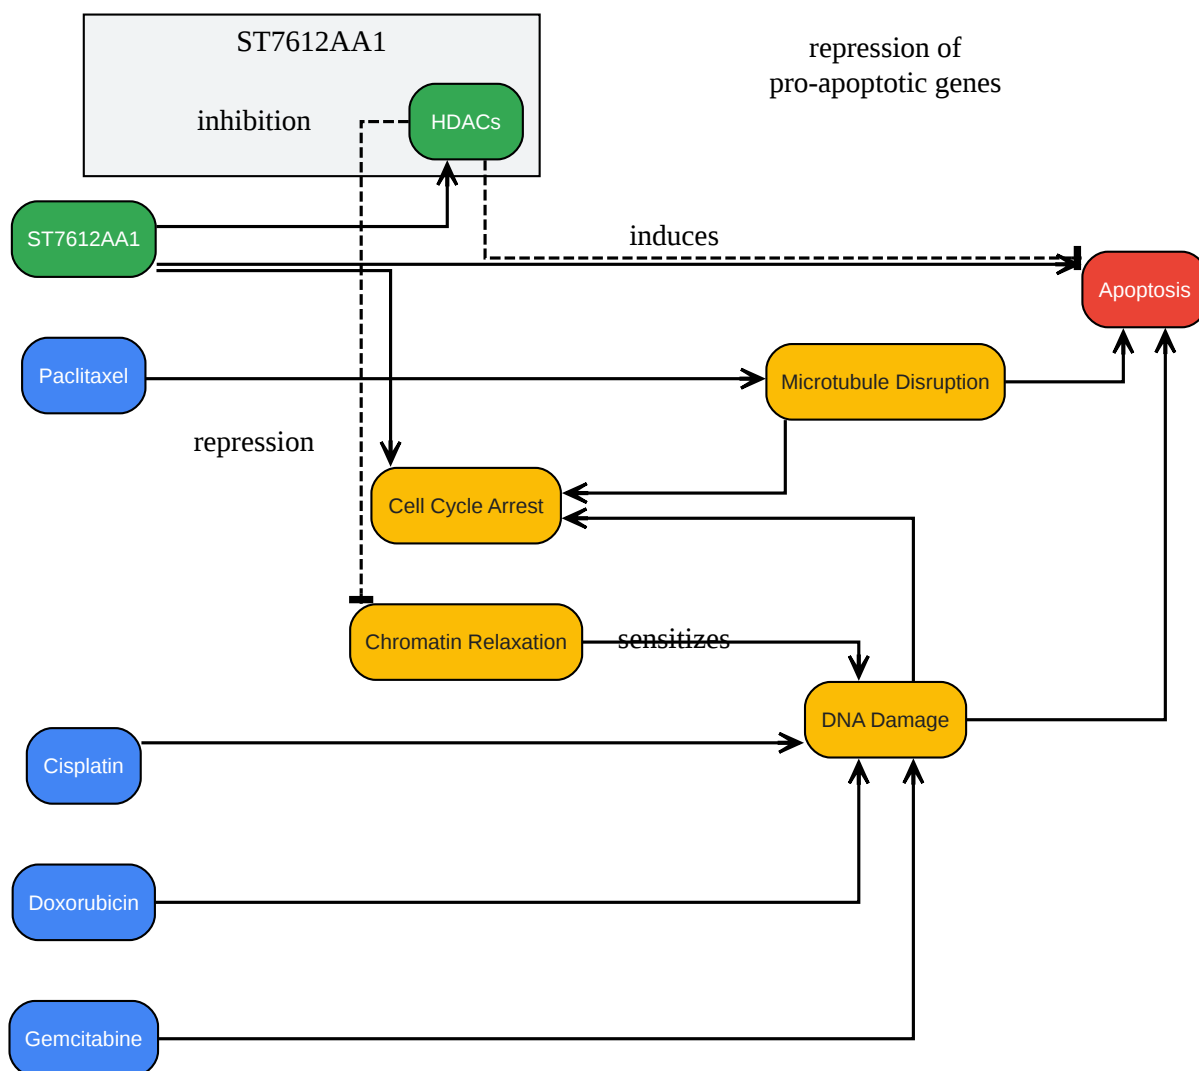 ST7612AA1
repression of
pro-apoptotic genes
inhibition
HDACs
ST7612AA1
induces
Apoptosis
Paclitaxel
Microtubule Disruption
repression
Cell Cycle Arrest
Chromatin Relaxation
sensitizes
DNA Damage
Cisplatin
Doxorubicin
Gemcitabine